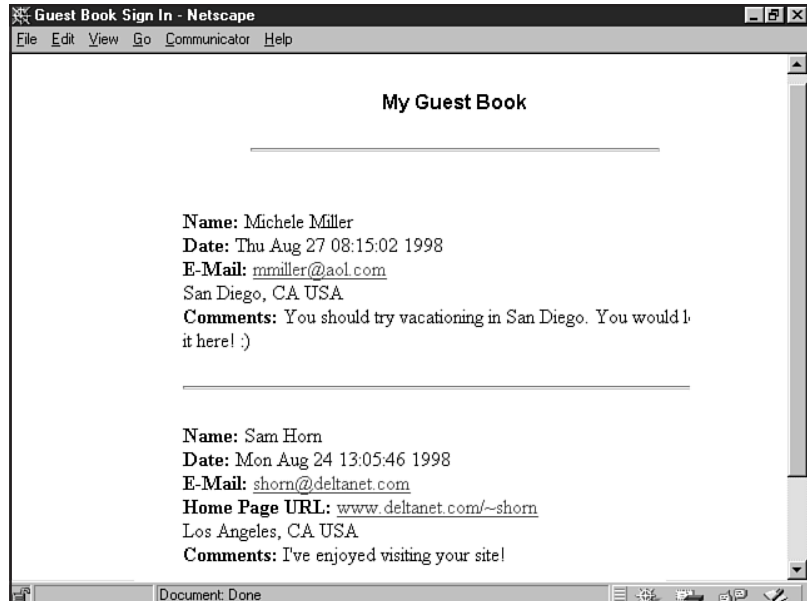 Guest Book Sign In - Netscape
File Edit View Go Communicator Help
My Guest Book
Name: Michele Miller
Date: Thu Aug 27 08:15:02 1998
E-Mail: mmiller@aol.com
San Diego, CA USA
Comments: You should try vacationing in San Diego. You would
it here! :)
Name: Sam Horn
Date: Mon Aug 24 13:05:46 1998
E-Mail: shorn@deltanet.com
Home Page URL: www.deltanet.com/~shorn
Los Angeles, CA USA
Comments: I've enjoyed visiting your site!
Document: Done